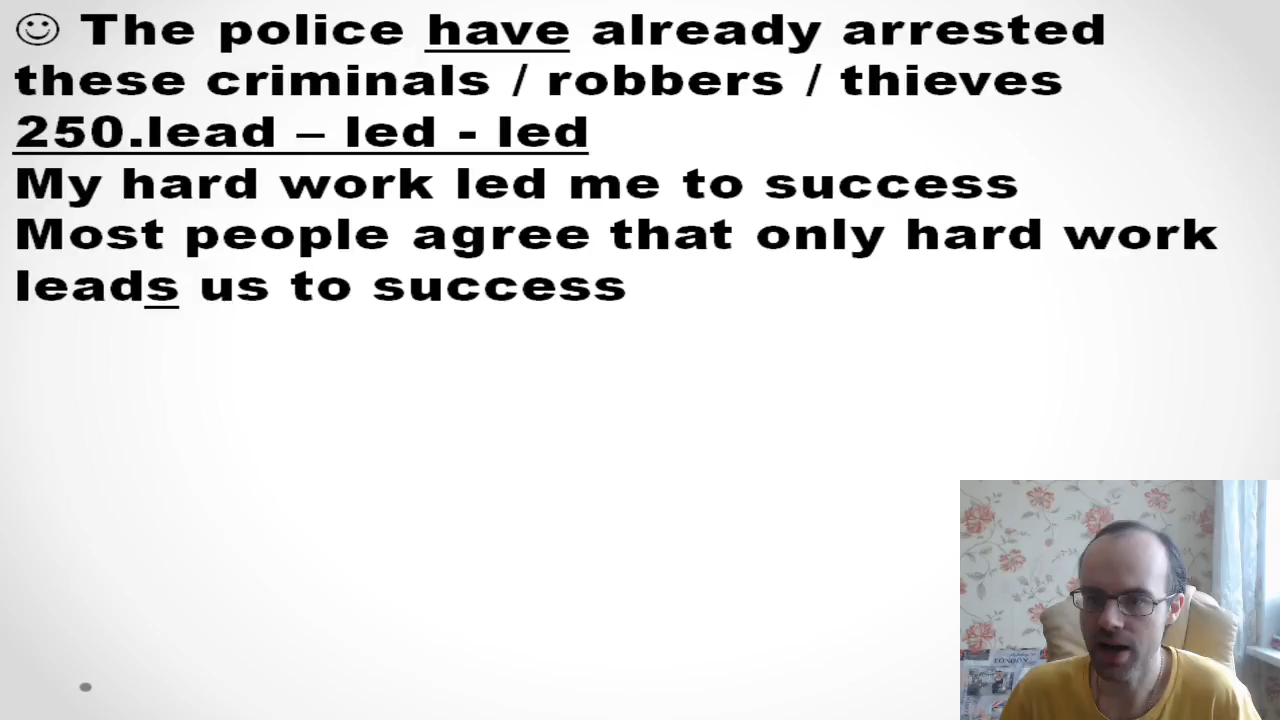 ☺ The police have already arrested
these criminals / robbers / thieves
250.lead – led - led
My hard work led me to success
Most people agree that only hard work
leads us to success